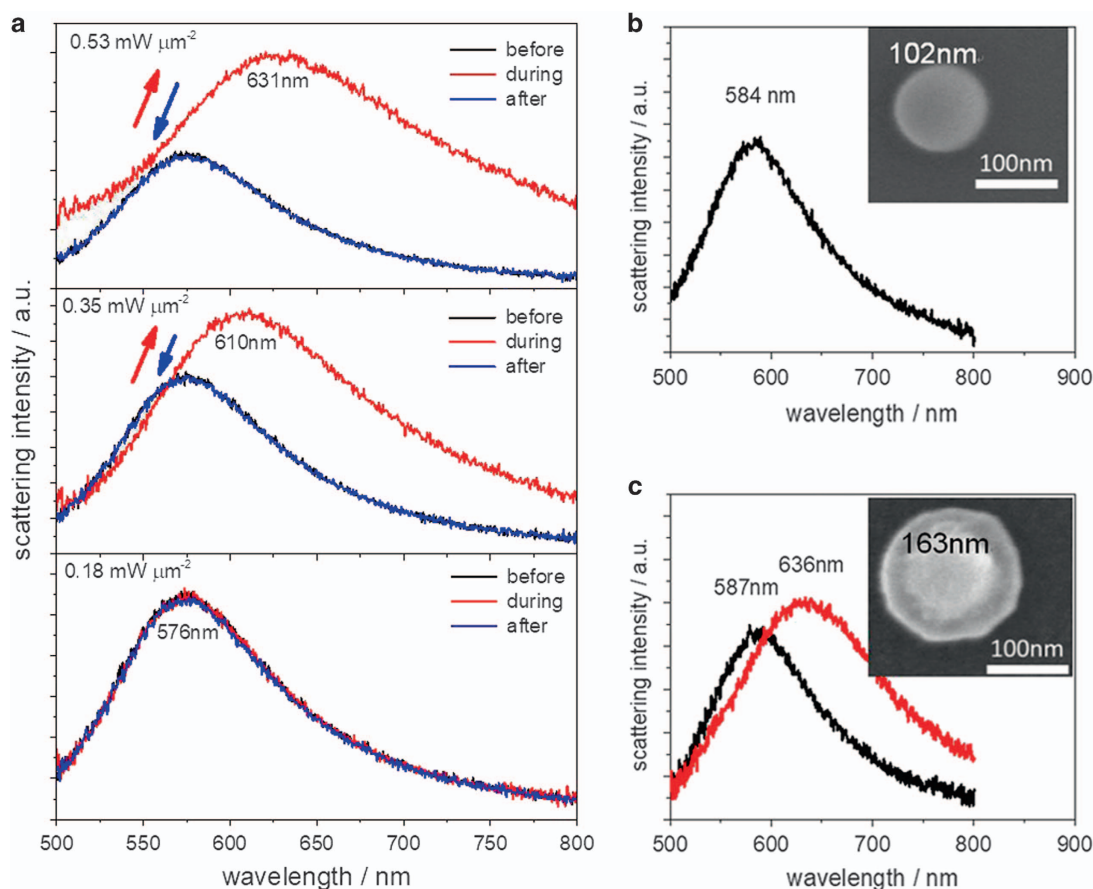 a
0.53 mW μm-2
before
during
after
631nm
0.35 mW μm-2
before
during
after
610nm
0.18 mW μm-2
before
during
after
576nm
scattering intensity / a.u.
500 550 600 650 700 750 800
wavelength / nm
b
584 nm
102nm
100nm
scattering intensity / a.u.
500 600 700 800 900
wavelength / nm
c
587nm
636nm
163nm
100nm
scattering intensity / a.u.
500 600 700 800 900
wavelength / nm